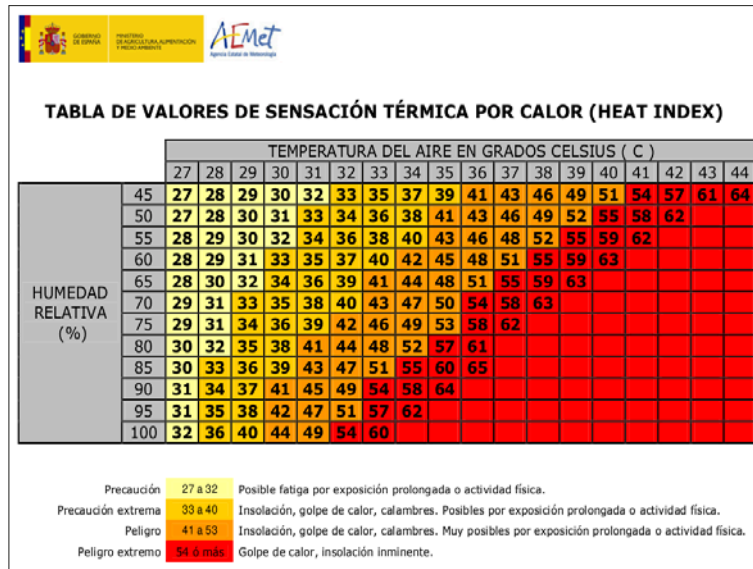 GOBIERNO
DE ESPAÑA
MINISTERIO
DE AGRICULTURA, ALIMENTACIÓN
Y MEDIO AMBIENTE
AEMet
Agencia Estatal de Meteorología
TABLA DE VALORES DE SENSACIÓN TÉRMICA POR CALOR (HEAT INDEX)
TEMPERATURA DEL AIRE EN GRADOS CELSIUS ( C )
27 28 29 30 31 32 33 34 35 36 37 38 39 40 41 42 43 44
HUMEDAD
RELATIVA
(%)
45 27 28 29 30 32 33 35 37 39 41 43 46 49 51 54 57 61 64
50 27 28 30 31 33 34 36 38 41 43 46 49 52 55 58 62
55 28 29 30 32 34 36 38 40 43 46 48 52 55 59 62
60 28 29 31 33 35 37 40 42 45 48 51 55 59 63
65 28 30 32 34 36 39 41 44 48 51 55 59 63
70 29 31 33 35 38 40 43 47 50 54 58 63
75 29 31 34 36 39 42 46 49 53 58 62
80 30 32 35 38 41 44 48 52 57 61
85 30 33 36 39 43 47 51 55 60 65
90 31 34 37 41 45 49 54 58 64
95 31 35 38 42 47 51 57 62
100 32 36 40 44 49 54 60
Precaución 27 a 32 Posible fatiga por exposición prolongada o actividad física.
Precaución extrema 33 a 40 Insolación, golpe de calor, calambres. Posibles por exposición prolongada o actividad física.
Peligro 41 a 53 Insolación, golpe de calor, calambres. Muy posibles por exposición prolongada o actividad física.
Peligro extremo 54 ó más Golpe de calor, insolación inminente.